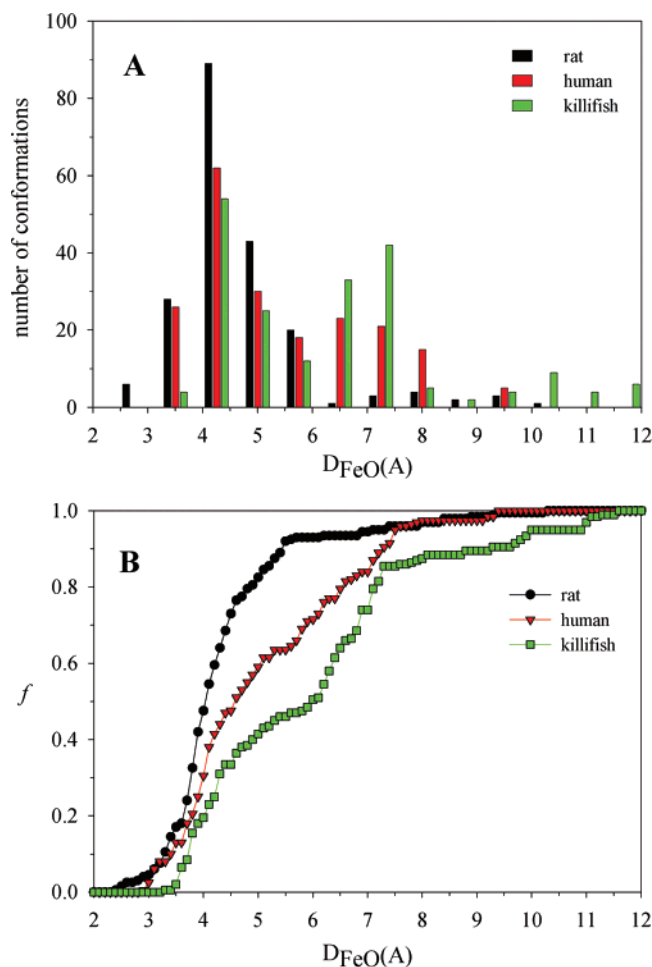 A
rat
human
killifish
number of conformations
100
80
60
40
20
0
2 3 4 5 6 7 8 9 10 11 12
D_FeO(A)
B
rat
human
killifish
f
1.0
0.8
0.6
0.4
0.2
0.0
2 3 4 5 6 7 8 9 10 11 12
D_FeO(A)